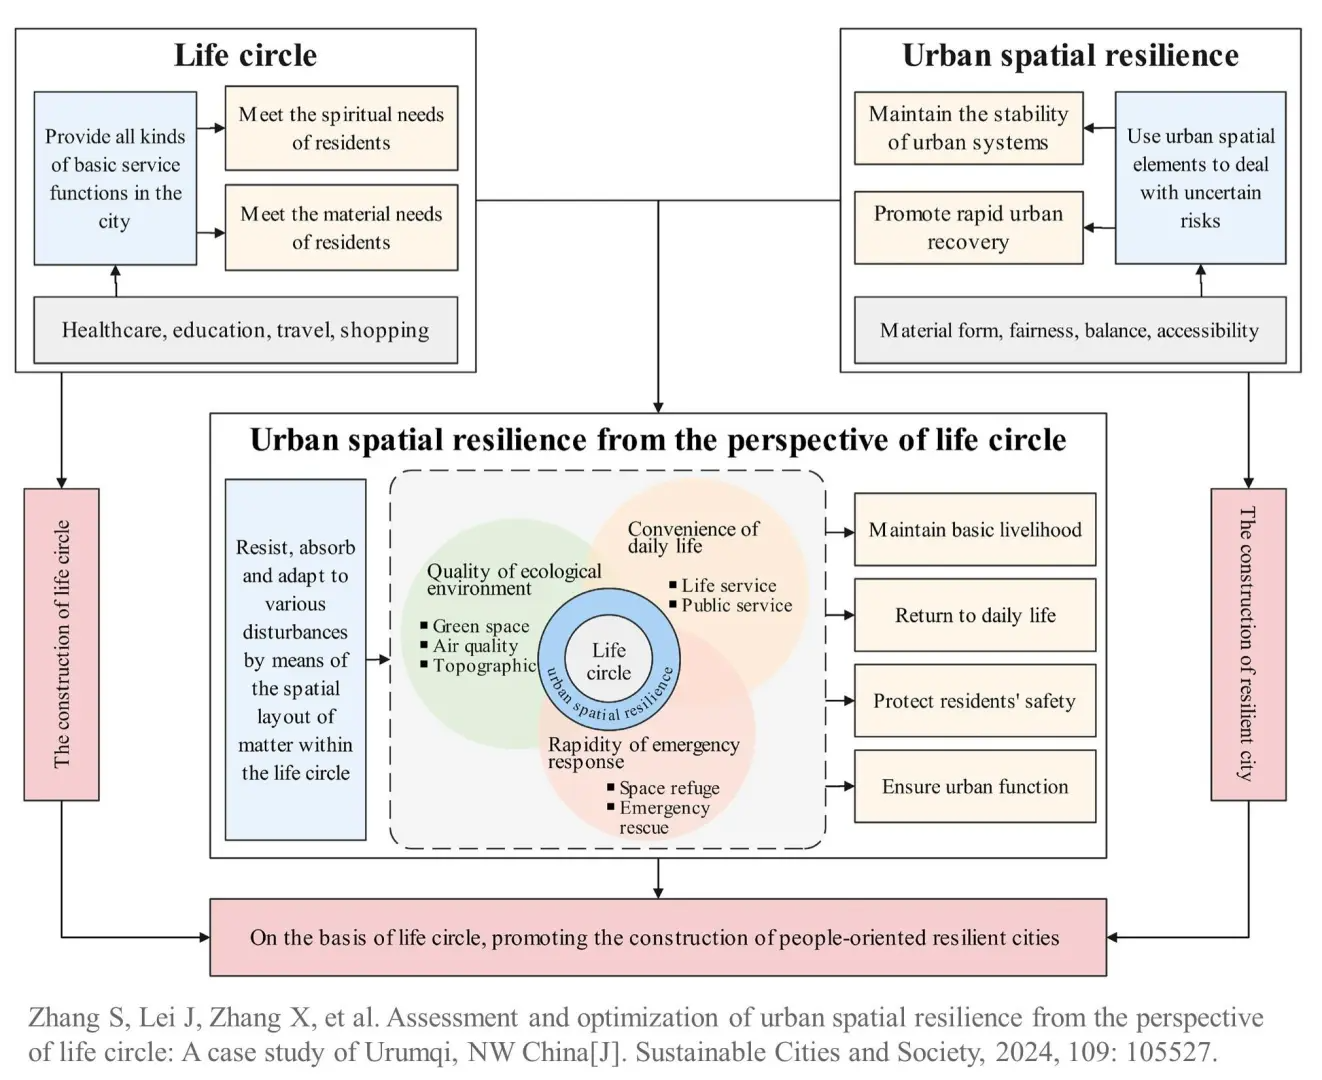 Life circle
Provide all kinds
of basic service
functions in the
city
Meet the spiritual needs
of residents
Meet the material needs
of residents
Healthcare, education, travel, shopping
Urban spatial resilience
Maintain the stability
of urban systems
Promote rapid urban
recovery
Use urban spatial
elements to deal
with uncertain
risks
Material form, fairness, balance, accessibility
The construction of life circle
Urban spatial resilience from the perspective of life circle
Resist, absorb
and adapt to
various
disturbances
by means of
the spatial
layout of
matter within
the life circle
Quality of ecological
environment
▪ Green space
▪ Air quality
▪ Topographic
Convenience of
daily life
▪ Life service
▪ Public service
Life
circle
urban spatial resilience
Rapidity of emergency
response
▪ Space refuge
▪ Emergency
rescue
Maintain basic livelihood
Return to daily life
Protect residents' safety
Ensure urban function
The construction of resilient city
On the basis of life circle, promoting the construction of people-oriented resilient cities
Zhang S, Lei J, Zhang X, et al. Assessment and optimization of urban spatial resilience from the perspective
of life circle: A case study of Urumqi, NW China[J]. Sustainable Cities and Society, 2024, 109: 105527.